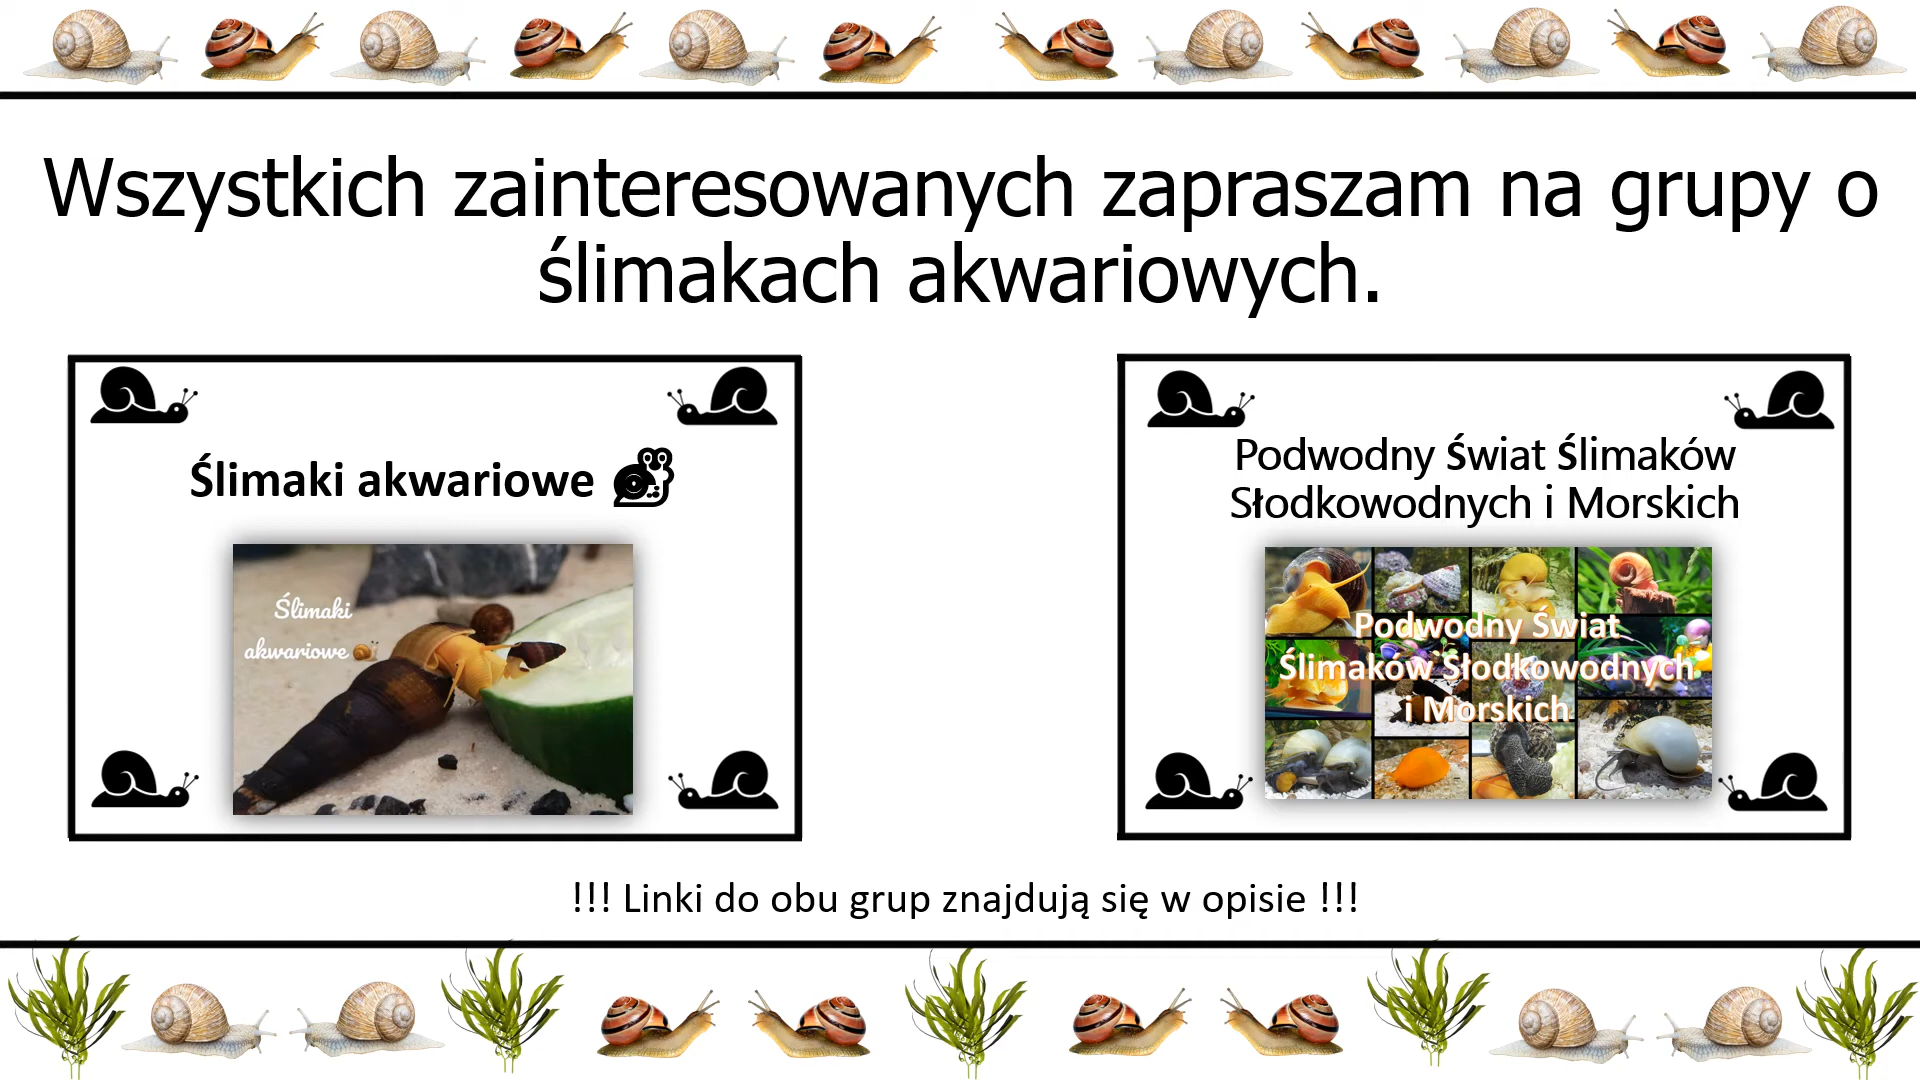 Wszystkich zainteresowanych zapraszam na grupy o
ślimakach akwariowych.
Ślimaki akwariowe
Ślimaki
akwariowe
Podwodny Świat Ślimaków
Słodkowodnych i Morskich
Podwodny Świat
Ślimaków Słodkowodnych
i Morskich
!!! Linki do obu grup znajdują się w opisie !!!